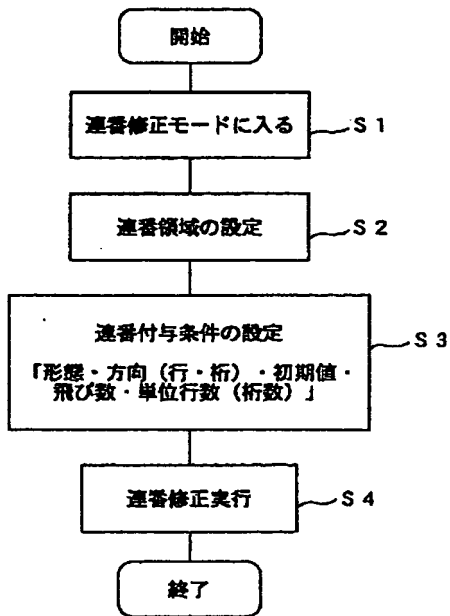 開始
連番修正モードに入る
S1
連番領域の設定
S2
連番付与条件の設定
「形態・方向（行・桁）・初期値・
飛び数・単位行数（桁数）」
S3
連番修正実行
S4
終了